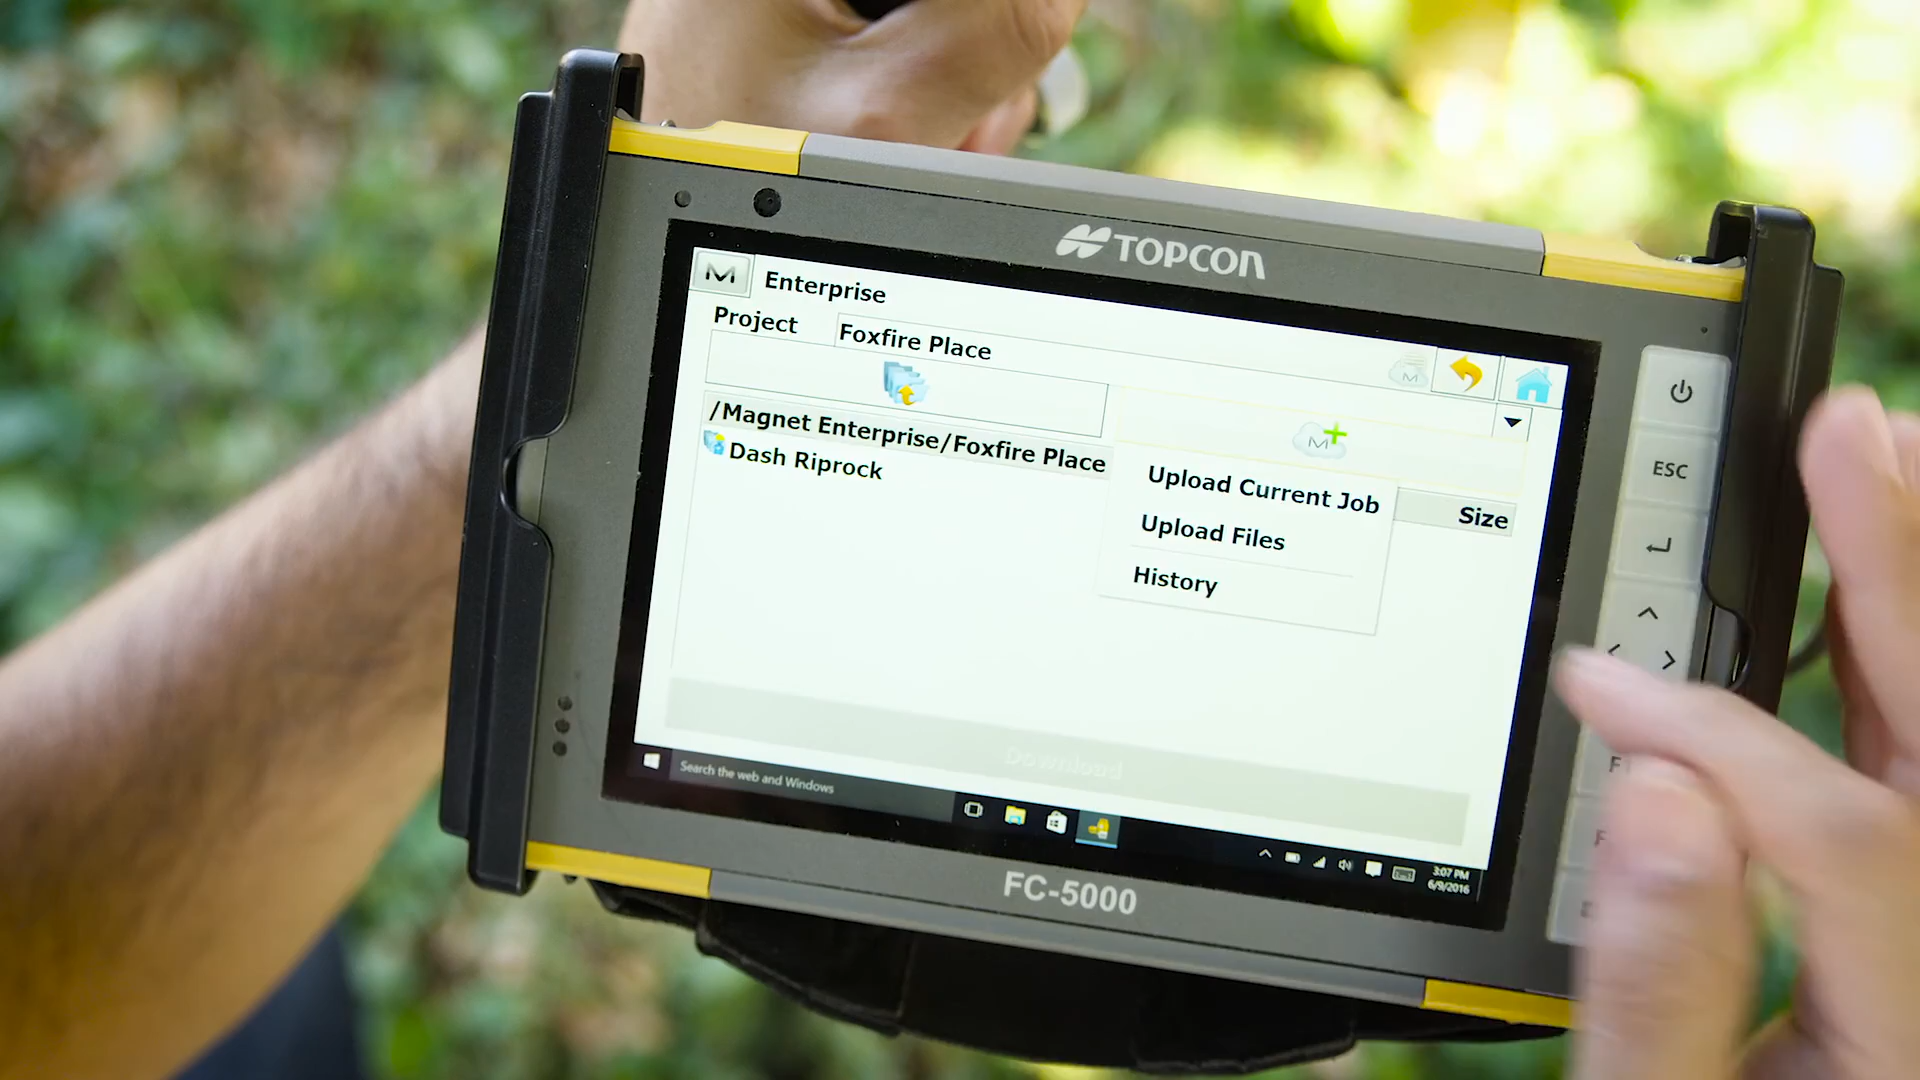 TOPCON
Enterprise
Project
Foxfire Place
/Magnet Enterprise/Foxfire Place
Dash Riprock
Upload Current Job
Upload Files
History
Size
Download
Search the web and Windows
3:07 PM
6/9/2016
FC-5000
ESC